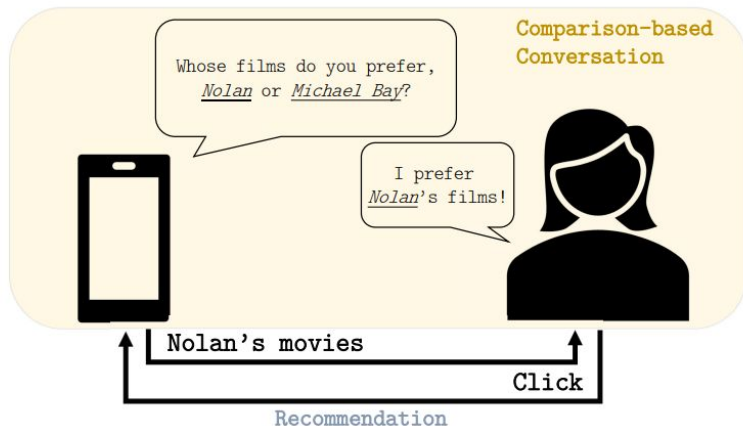 Comparison-based
Conversation
Whose films do you prefer,
Nolan or Michael Bay?
I prefer
Nolan's films!
Nolan's movies
Click
Recommendation